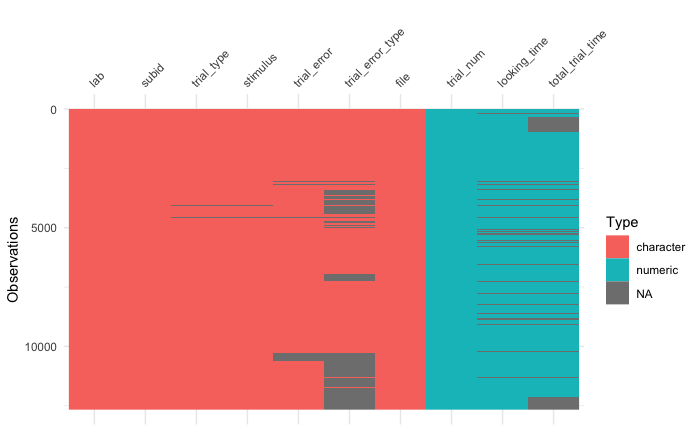 lab
subid
trial_type
stimulus
trial_error
trial_error_type
file
trial_num
looking_time
total_trial_time
0
5000
10000
Observations
Type
character
numeric
NA